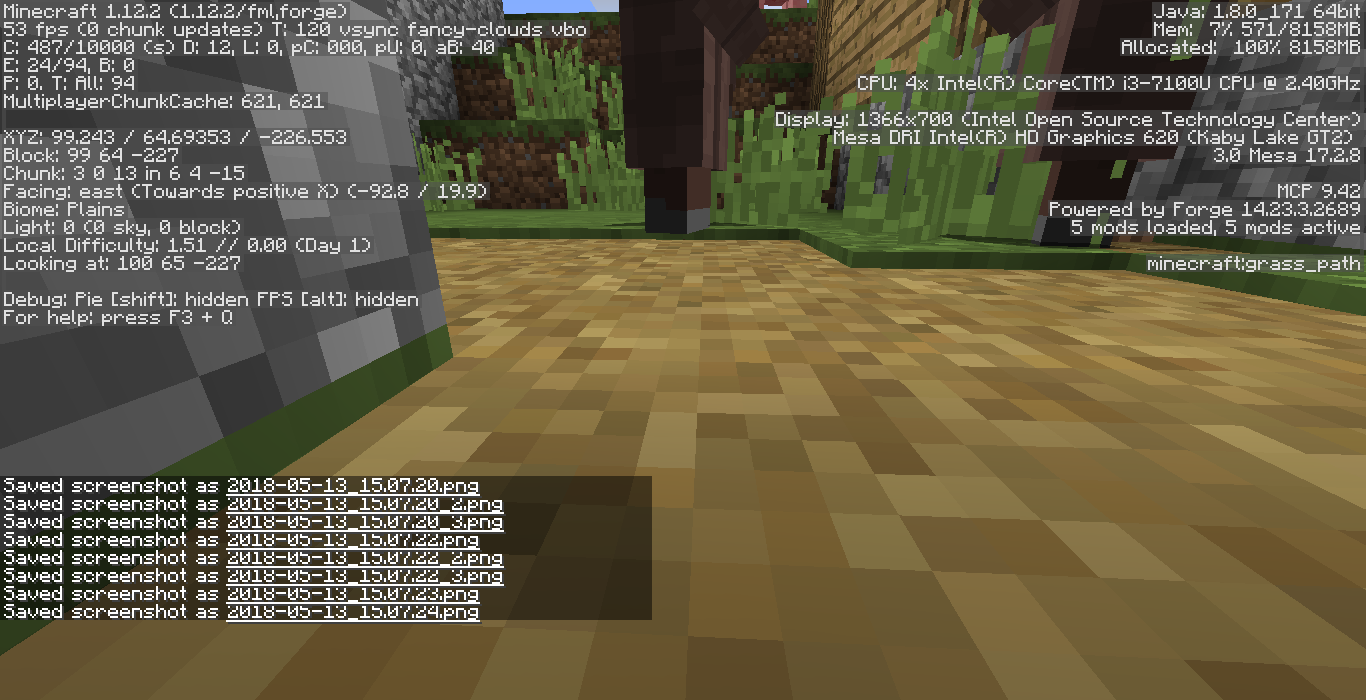 Minecraft 1.12.2 (1.12.2/fml,forge)
53 fps (0 chunk updates) T: 120 vsync fancy-clouds vbo
C: 487/10000 (s) D: 12, L: 0, pC: 000, pU: 0, aB: 40
E: 24/94, B: 0
P: 0. T: All: 94
MultiplayerChunkCache: 621, 621
XYZ: 99.243 / 64.69353 / -226.553
Block: 99 64 -227
Chunk: 3 0 13 in 6 4 -15
Facing: east (Towards positive X) (-92.8 / 19.9)
Biome: Plains
Light: 0 (0 sky, 0 block)
Local Difficulty: 1.51 // 0.00 (Day 1)
Looking at: 100 65 -227
Debug: Pie [shift]: hidden FPS [alt]: hidden
For help: press F3 + Q
Java: 1.8.0_171 64bit
Mem: 7% 571/8158MB
Allocated: 100% 8158MB
CPU: 4x Intel(R) Core(TM) i3-7100U CPU @ 2.40GHz
Display: 1366x700 (Intel Open Source Technology Center)
Mesa DRI Intel(R) HD Graphics 620 (Kaby Lake GT2)
3.0 Mesa 17.2.8
MCP 9.42
Powered by Forge 14.23.3.2689
5 mods loaded, 5 mods active
minecraft:grass_path
Saved screenshot as 2018-05-13_15.07.20.png
Saved screenshot as 2018-05-13_15.07.20_2.png
Saved screenshot as 2018-05-13_15.07.20_3.png
Saved screenshot as 2018-05-13_15.07.22.png
Saved screenshot as 2018-05-13_15.07.22_2.png
Saved screenshot as 2018-05-13_15.07.22_3.png
Saved screenshot as 2018-05-13_15.07.23.png
Saved screenshot as 2018-05-13_15.07.24.png